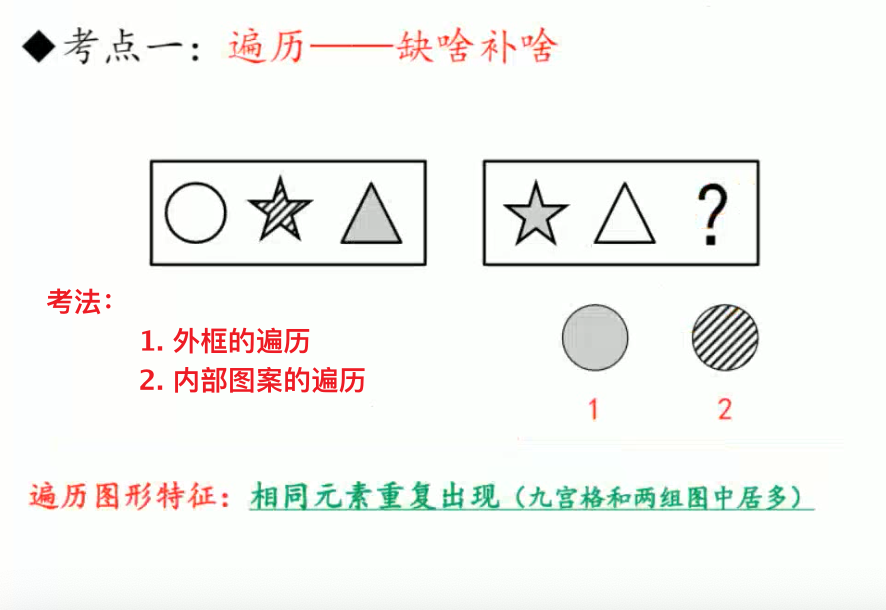 ◆考点一：遍历——缺啥补啥
?
考法：
1. 外框的遍历
2. 内部图案的遍历
1 2
遍历图形特征：相同元素重复出现（九宫格和两组图中居多）